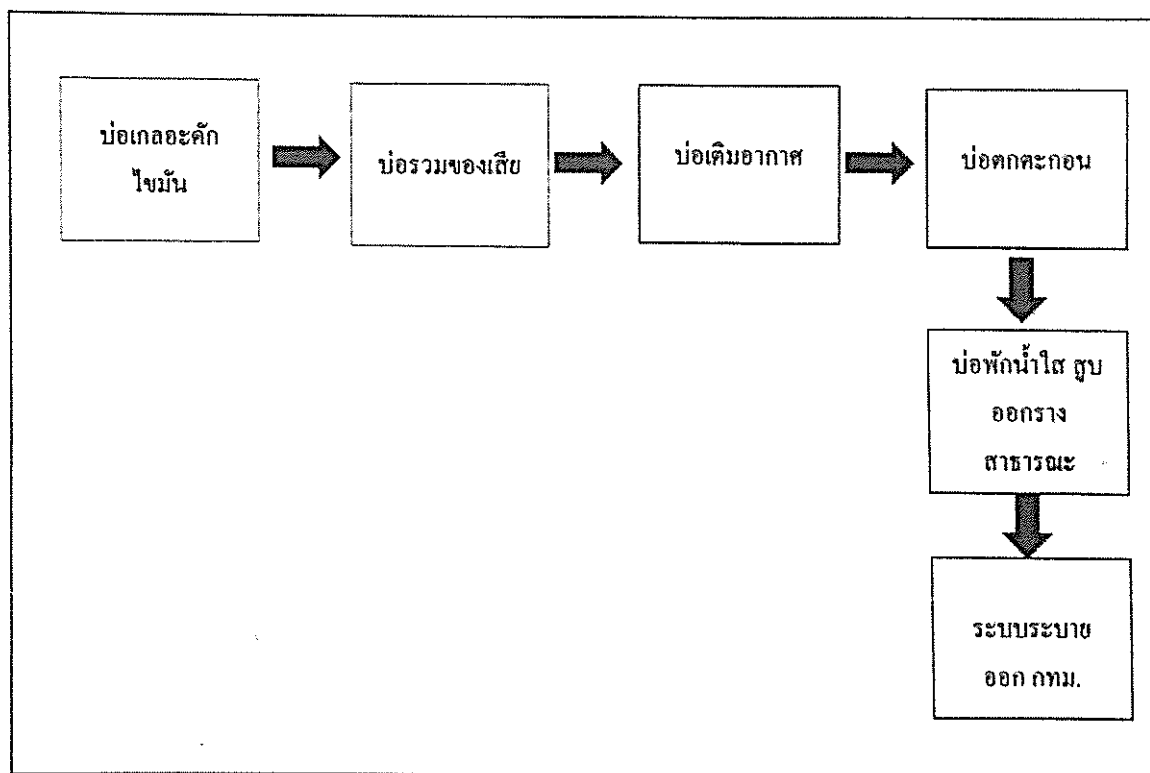 บ่อเกลอะดัก
ไขมัน
บ่อรวมของเสีย
บ่อเติมอากาศ
บ่อตกตะกอน
บ่อพักน้ำใส สูบ
ออกราง
สาธารณะ
ระบบระบาย
ออก กทม.